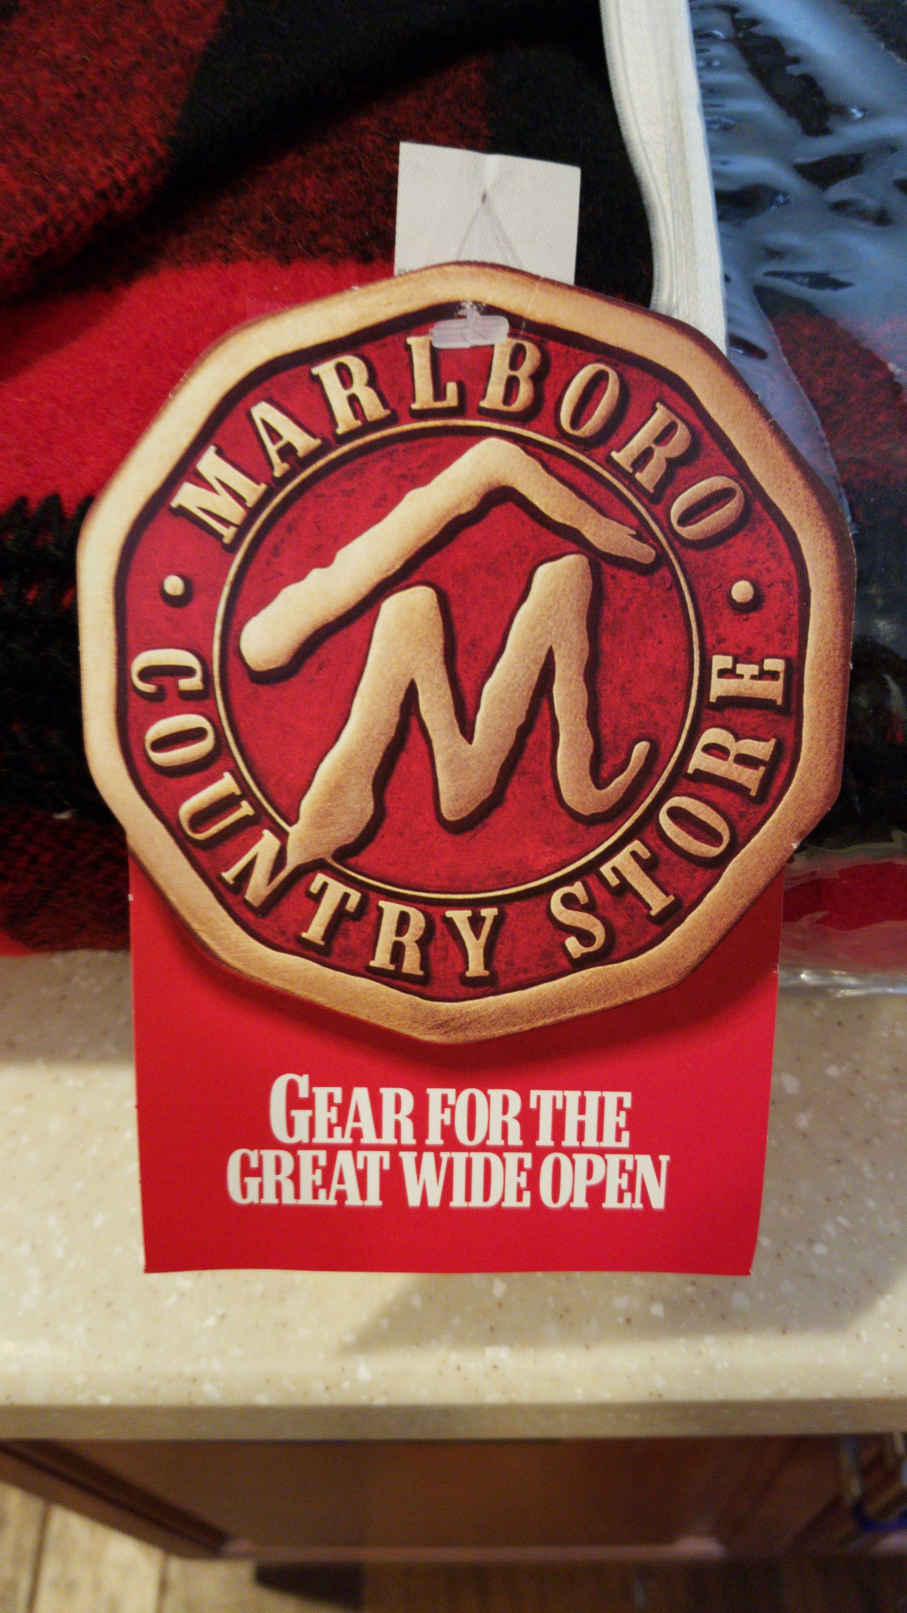 MARLBORO
M
COUNTRY STORE
GEAR FOR THE
GREAT WIDE OPEN